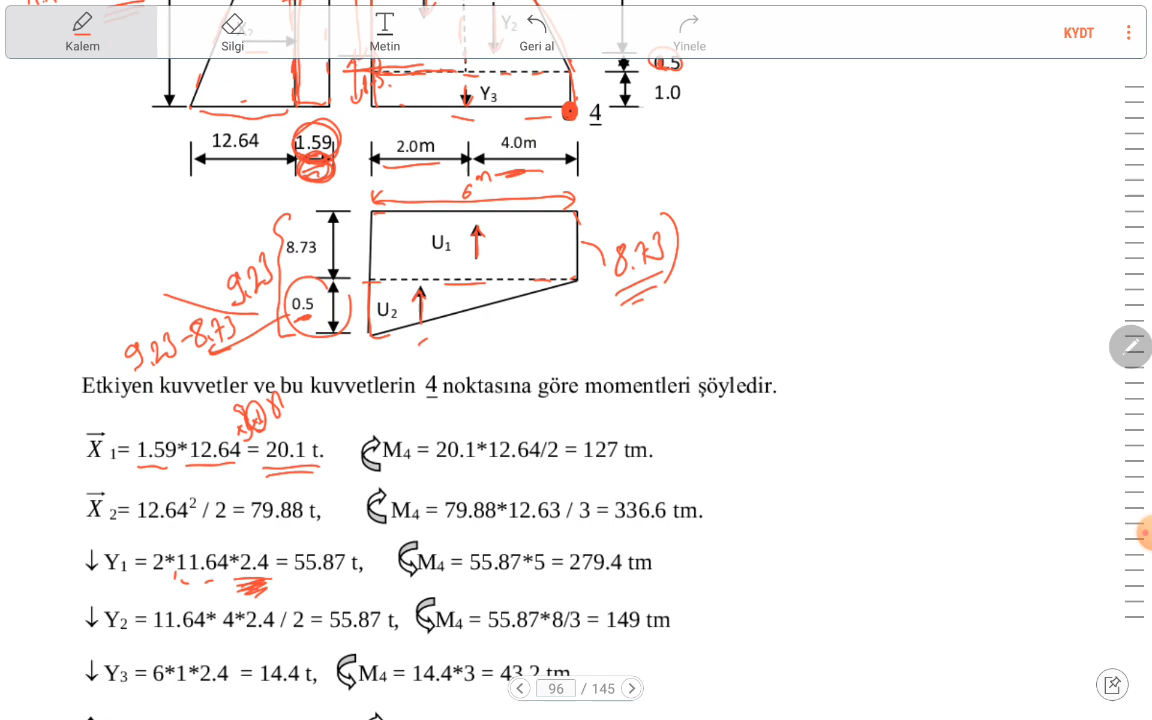 Kalem Silgi Metin Geri al Yinele KYDT
X2 Y2 0.5
Y3 1.0
4
12.64 1.59 2.0m 4.0m
6 m
8.73 U1 8.73
9.23
0.5 U2
9.23-8.73
Etkiyen kuvvetler ve bu kuvvetlerin 4 noktasına göre momentleri şöyledir.
X 1= 1.59*12.64 = 20.1 t. M4 = 20.1*12.64/2 = 127 tm.
X 2= 12.64² / 2 = 79.88 t, M4 = 79.88*12.63 / 3 = 336.6 tm.
↓ Y1 = 2*11.64*2.4 = 55.87 t, M4 = 55.87*5 = 279.4 tm
↓ Y2 = 11.64* 4*2.4 / 2 = 55.87 t, M4 = 55.87*8/3 = 149 tm
↓ Y3 = 6*1*2.4 = 14.4 t, M4 = 14.4*3 = 43.2 tm
96 / 145